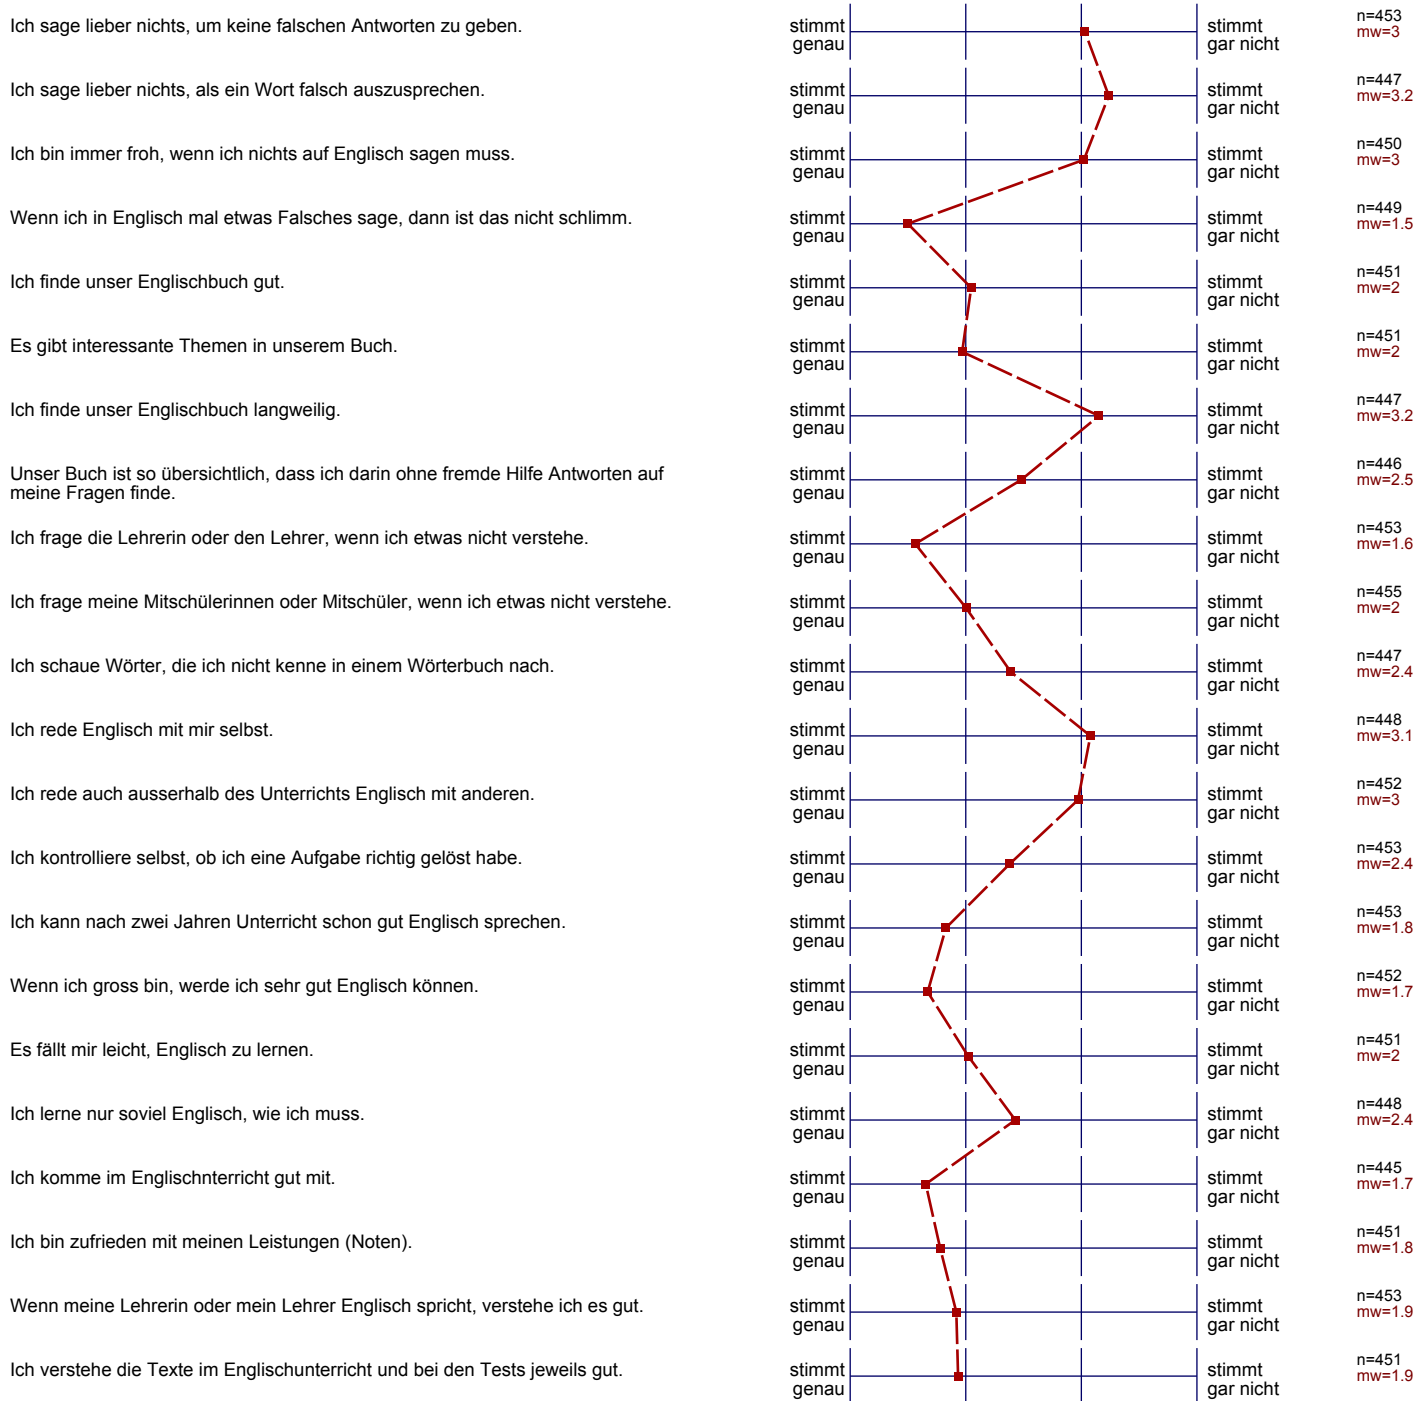 Ich sage lieber nichts, um keine falschen Antworten zu geben.
stimmt genau
stimmt gar nicht
n=453
mw=3
Ich sage lieber nichts, als ein Wort falsch auszusprechen.
stimmt genau
stimmt gar nicht
n=447
mw=3.2
Ich bin immer froh, wenn ich nichts auf Englisch sagen muss.
stimmt genau
stimmt gar nicht
n=450
mw=3
Wenn ich in Englisch mal etwas Falsches sage, dann ist das nicht schlimm.
stimmt genau
stimmt gar nicht
n=449
mw=1.5
Ich finde unser Englischbuch gut.
stimmt genau
stimmt gar nicht
n=451
mw=2
Es gibt interessante Themen in unserem Buch.
stimmt genau
stimmt gar nicht
n=451
mw=2
Ich finde unser Englischbuch langweilig.
stimmt genau
stimmt gar nicht
n=447
mw=3.2
Unser Buch ist so übersichtlich, dass ich darin ohne fremde Hilfe Antworten auf
meine Fragen finde.
stimmt genau
stimmt gar nicht
n=446
mw=2.5
Ich frage die Lehrerin oder den Lehrer, wenn ich etwas nicht verstehe.
stimmt genau
stimmt gar nicht
n=453
mw=1.6
Ich frage meine Mitschülerinnen oder Mitschüler, wenn ich etwas nicht verstehe.
stimmt genau
stimmt gar nicht
n=455
mw=2
Ich schaue Wörter, die ich nicht kenne in einem Wörterbuch nach.
stimmt genau
stimmt gar nicht
n=447
mw=2.4
Ich rede Englisch mit mir selbst.
stimmt genau
stimmt gar nicht
n=448
mw=3.1
Ich rede auch ausserhalb des Unterrichts Englisch mit anderen.
stimmt genau
stimmt gar nicht
n=452
mw=3
Ich kontrolliere selbst, ob ich eine Aufgabe richtig gelöst habe.
stimmt genau
stimmt gar nicht
n=453
mw=2.4
Ich kann nach zwei Jahren Unterricht schon gut Englisch sprechen.
stimmt genau
stimmt gar nicht
n=453
mw=1.8
Wenn ich gross bin, werde ich sehr gut Englisch können.
stimmt genau
stimmt gar nicht
n=452
mw=1.7
Es fällt mir leicht, Englisch zu lernen.
stimmt genau
stimmt gar nicht
n=451
mw=2
Ich lerne nur soviel Englisch, wie ich muss.
stimmt genau
stimmt gar nicht
n=448
mw=2.4
Ich komme im Englischnterricht gut mit.
stimmt genau
stimmt gar nicht
n=445
mw=1.7
Ich bin zufrieden mit meinen Leistungen (Noten).
stimmt genau
stimmt gar nicht
n=451
mw=1.8
Wenn meine Lehrerin oder mein Lehrer Englisch spricht, verstehe ich es gut.
stimmt genau
stimmt gar nicht
n=453
mw=1.9
Ich verstehe die Texte im Englischunterricht und bei den Tests jeweils gut.
stimmt genau
stimmt gar nicht
n=451
mw=1.9